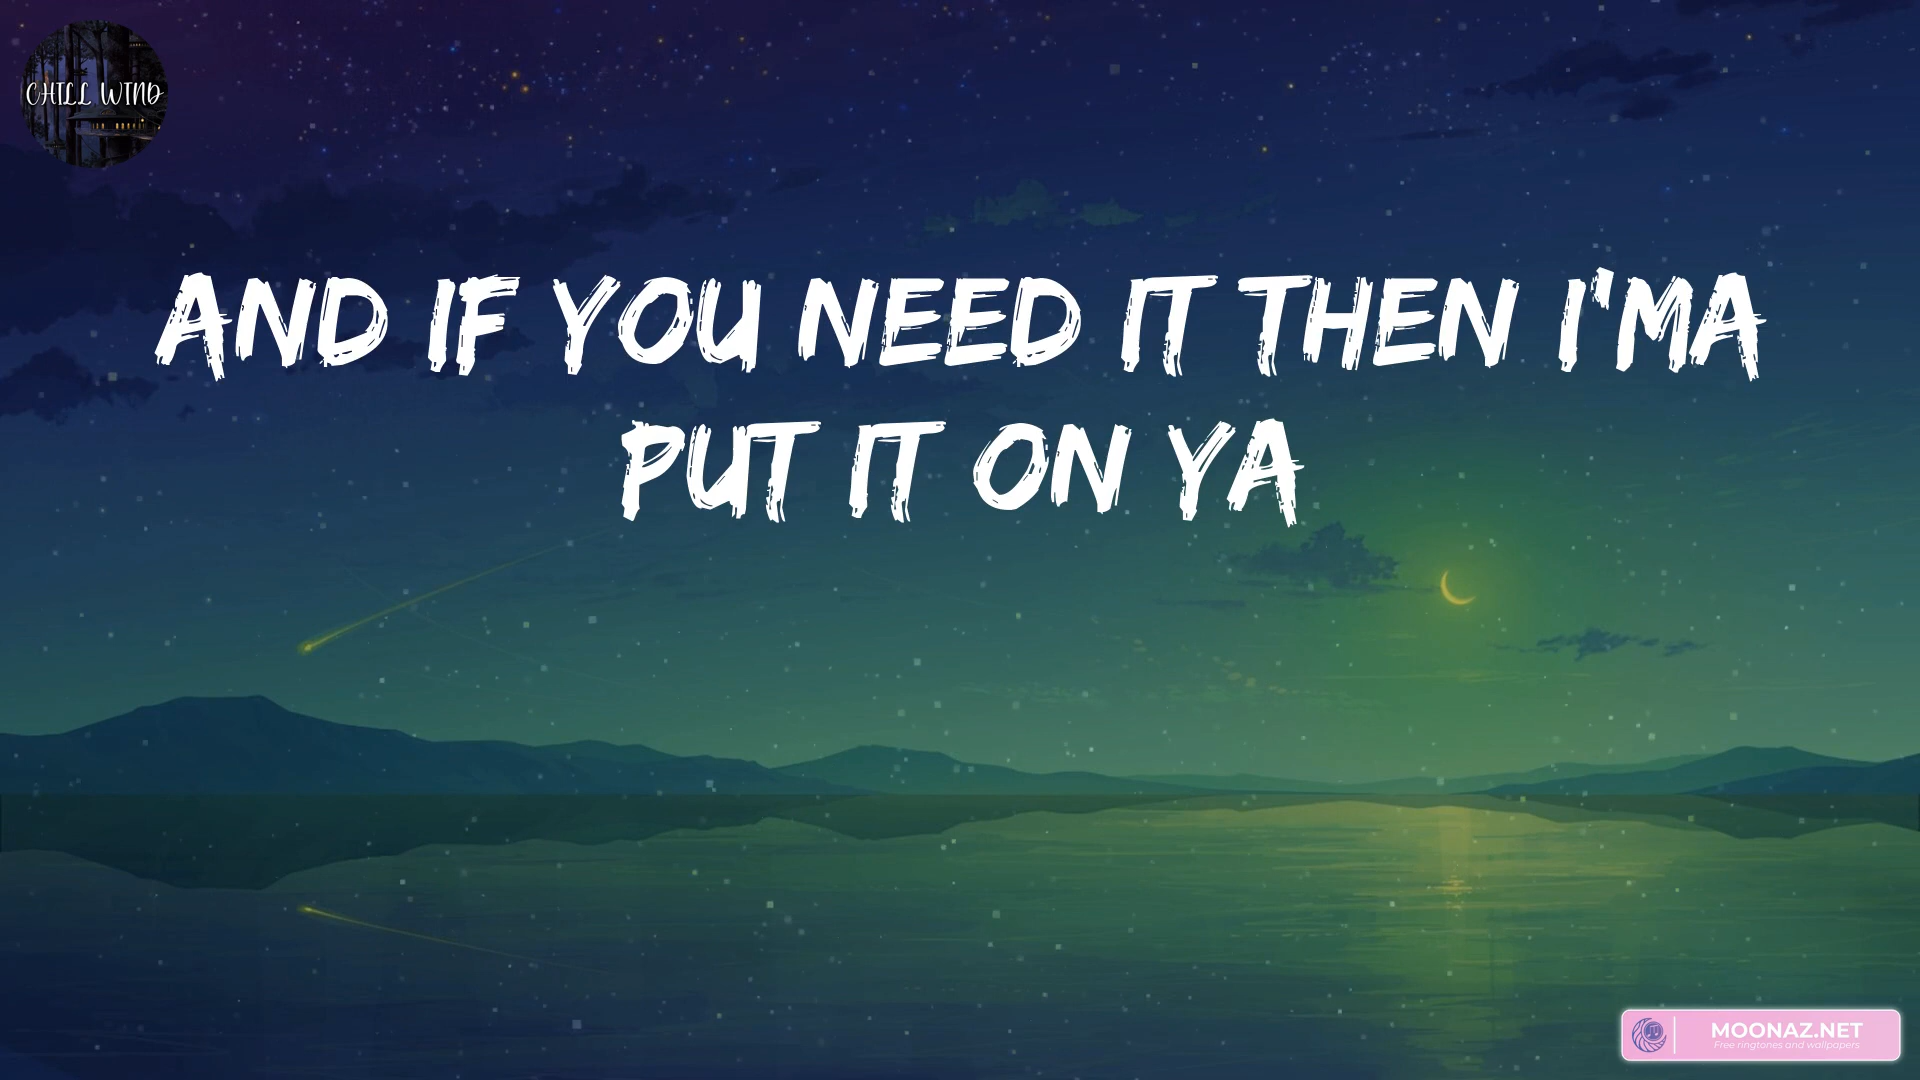 CHILL WIND
AND IF YOU NEED IT THEN I'MA
PUT IT ON YA
MOONAZ.NET
Free ringtones and wallpapers